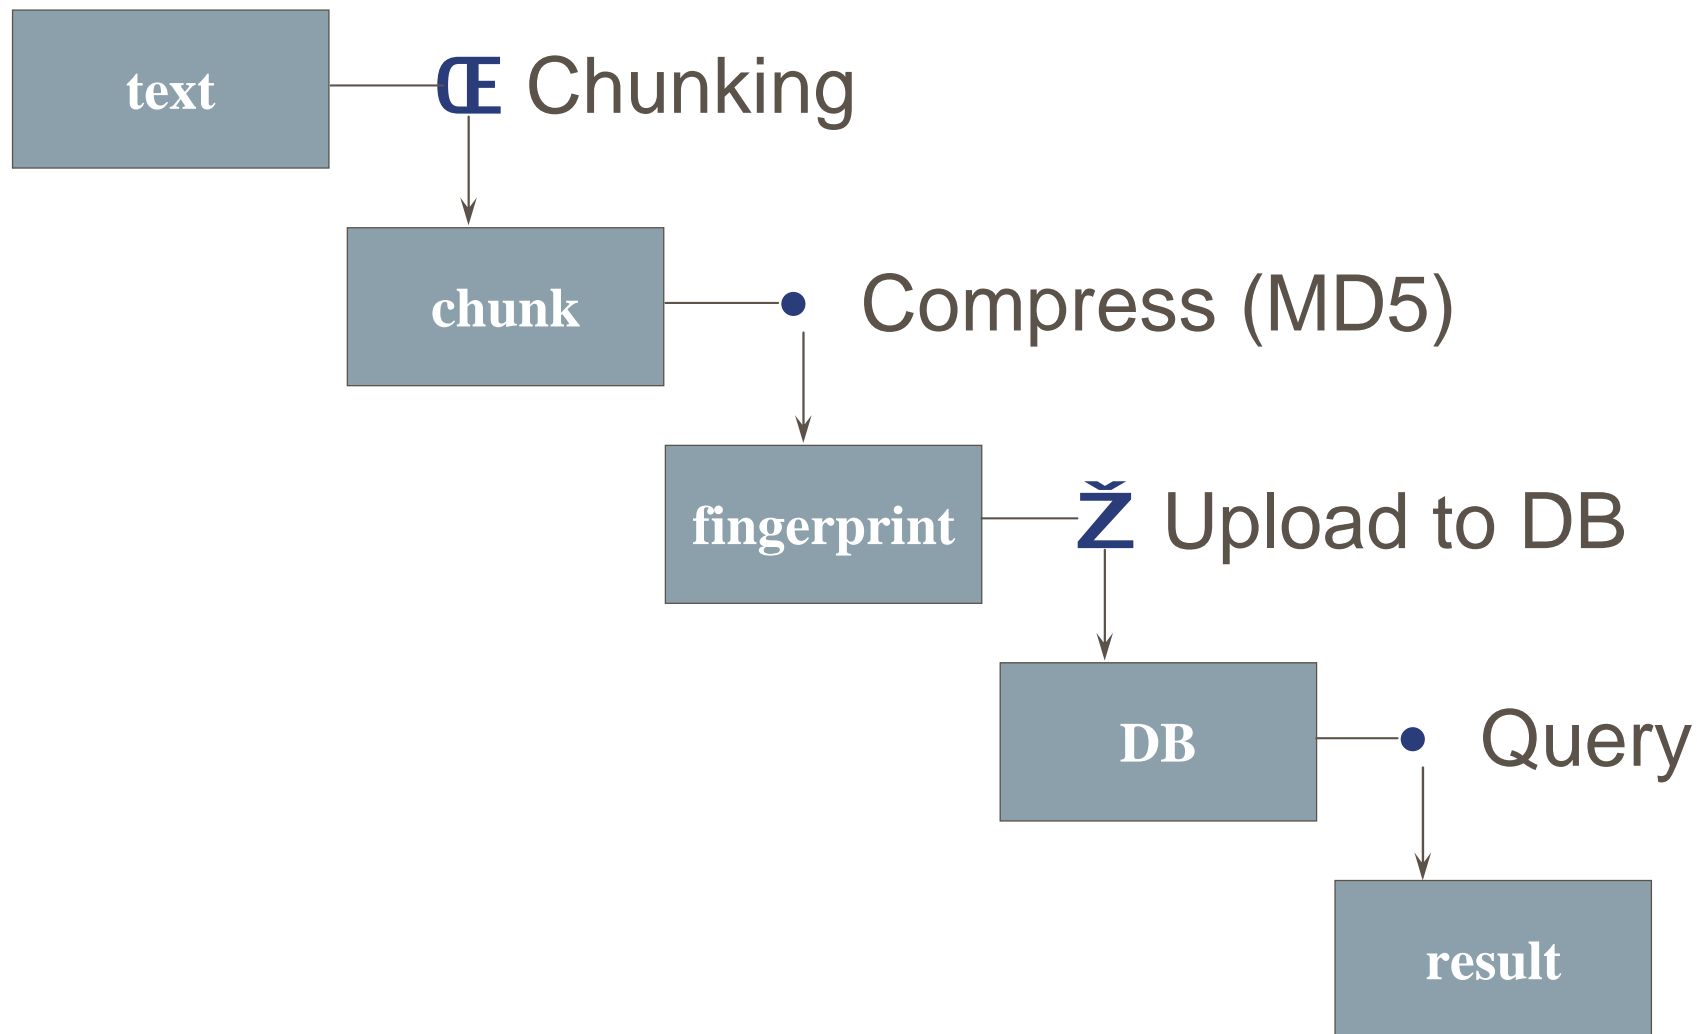 text
Œ Chunking
chunk
• Compress (MD5)
fingerprint
Ž Upload to DB
DB
• Query
result